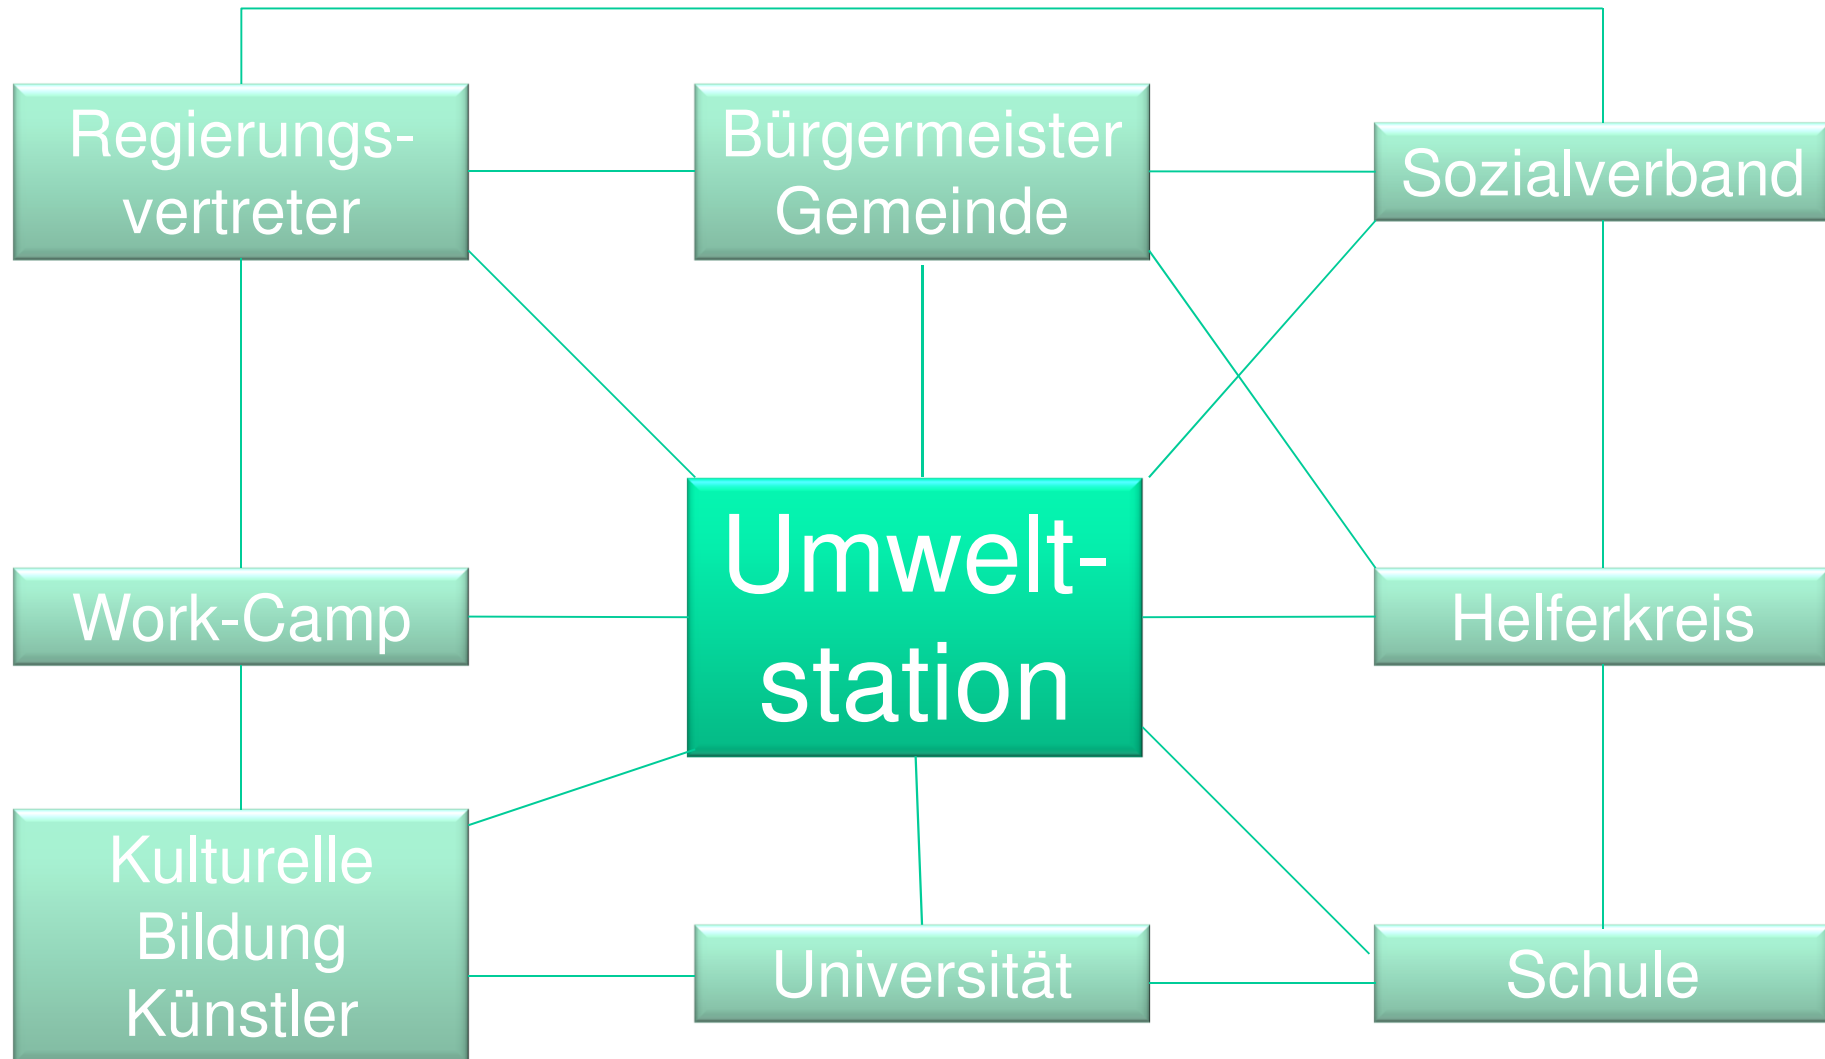 Regierungs-
vertreter
Bürgermeister
Gemeinde
Sozialverband
Umwelt-
station
Work-Camp
Helferkreis
Kulturelle
Bildung
Künstler
Universität
Schule